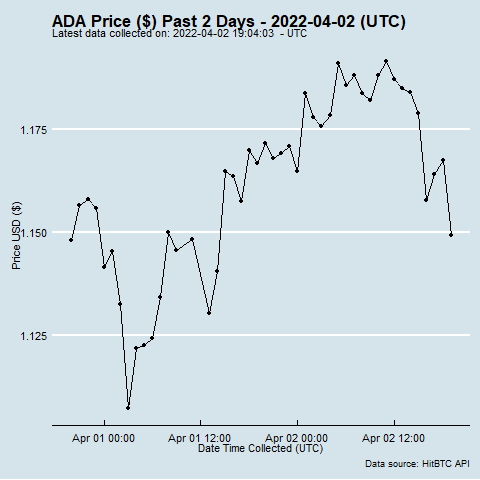 ADA Price ($) Past 2 Days - 2022-04-02 (UTC)
Latest data collected on: 2022-04-02 19:04:03 - UTC
1.175
1.150
1.125
Price USD ($)
Apr 01 00:00 Apr 01 12:00 Apr 02 00:00 Apr 02 12:00
Date Time Collected (UTC)
Data source: HitBTC API